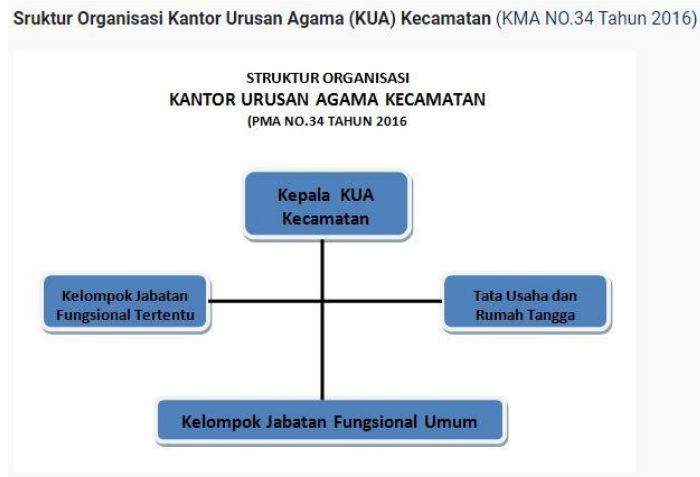 Sruktur Organisasi Kantor Urusan Agama (KUA) Kecamatan (KMA NO.34 Tahun 2016)
STRUKTUR ORGANISASI
KANTOR URUSAN AGAMA KECAMATAN
(PMA NO.34 TAHUN 2016
Kepala KUA
Kecamatan
Kelompok Jabatan
Fungsional Tertentu
Tata Usaha dan
Rumah Tangga
Kelompok Jabatan Fungsional Umum